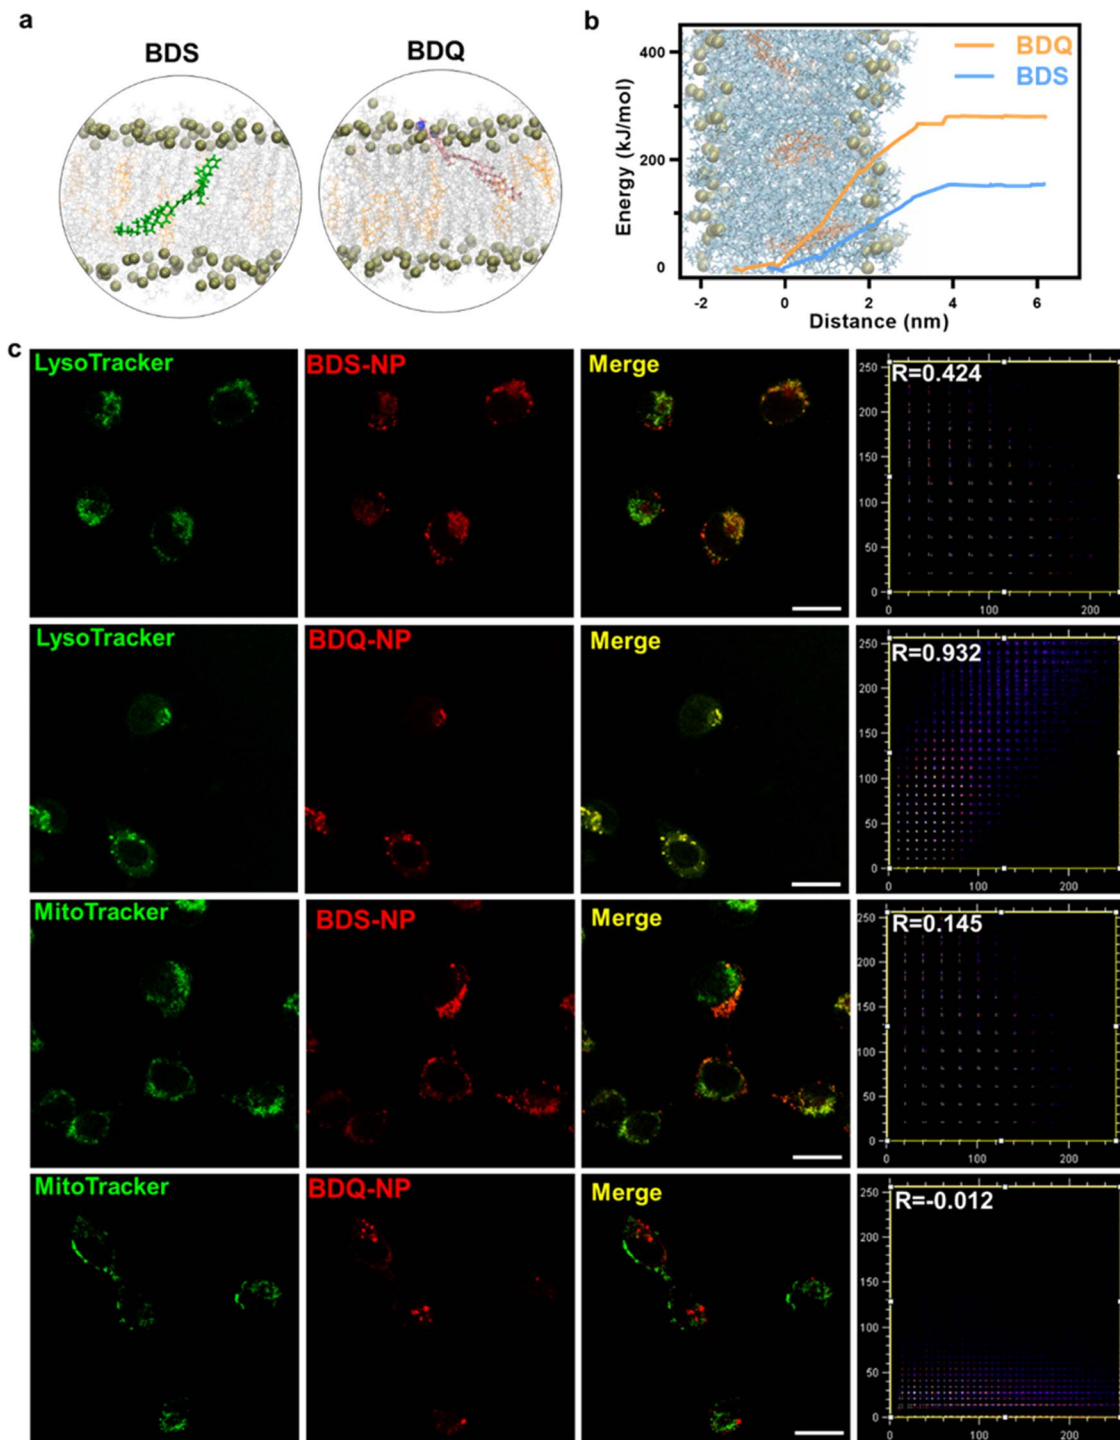 a
BDS
BDQ
b
BDQ
BDS
Energy (kJ/mol)
400
200
0
-2
0
2
4
6
Distance (nm)
c
LysoTracker
BDS-NP
Merge
R=0.424
250
200
150
100
50
0
0
100
200
LysoTracker
BDQ-NP
Merge
R=0.932
250
200
150
100
50
0
0
100
200
MitoTracker
BDS-NP
Merge
R=0.145
250
200
150
100
50
0
0
100
200
MitoTracker
BDQ-NP
Merge
R=-0.012
250
200
150
100
50
0
0
100
200